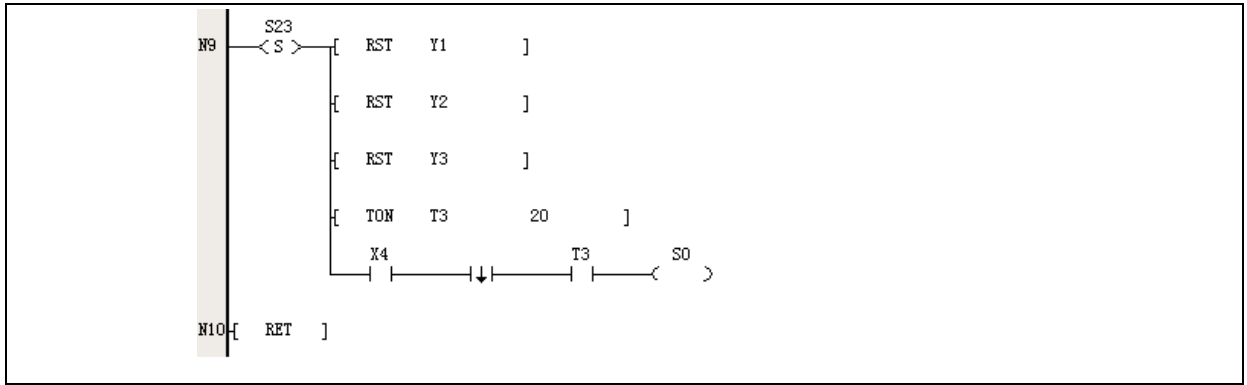 S23
N9 S [ RST Y1 ]
[ RST Y2 ]
[ RST Y3 ]
[ TON T3 20 ]
X4 T3 S0
N10 [ RET ]